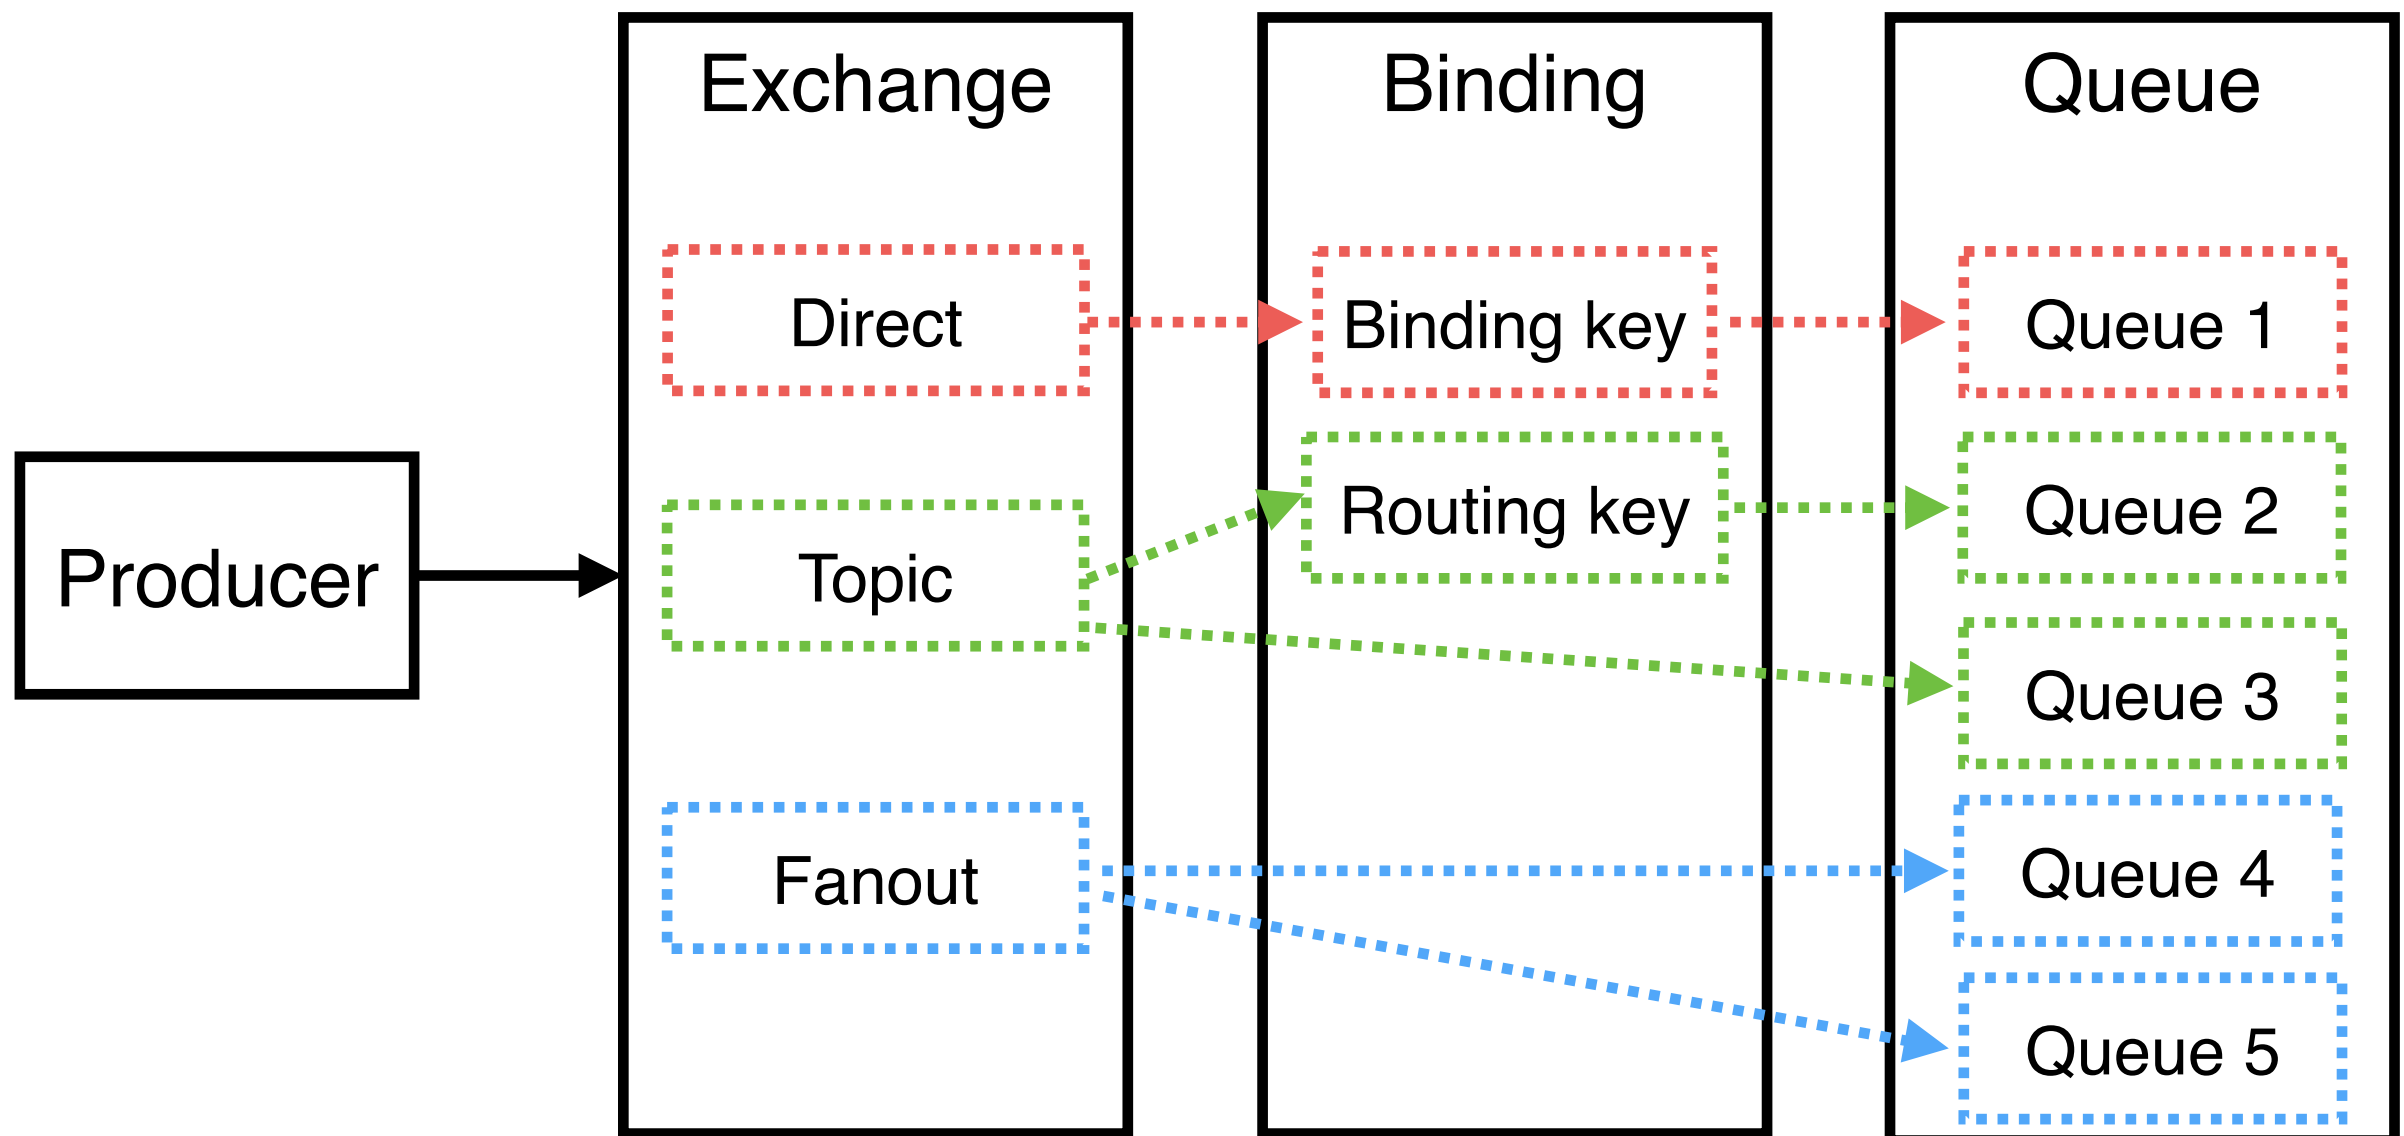 Exchange
Binding
Queue
Direct
Binding key
Queue 1
Routing key
Queue 2
Producer
Topic
Queue 3
Fanout
Queue 4
Queue 5